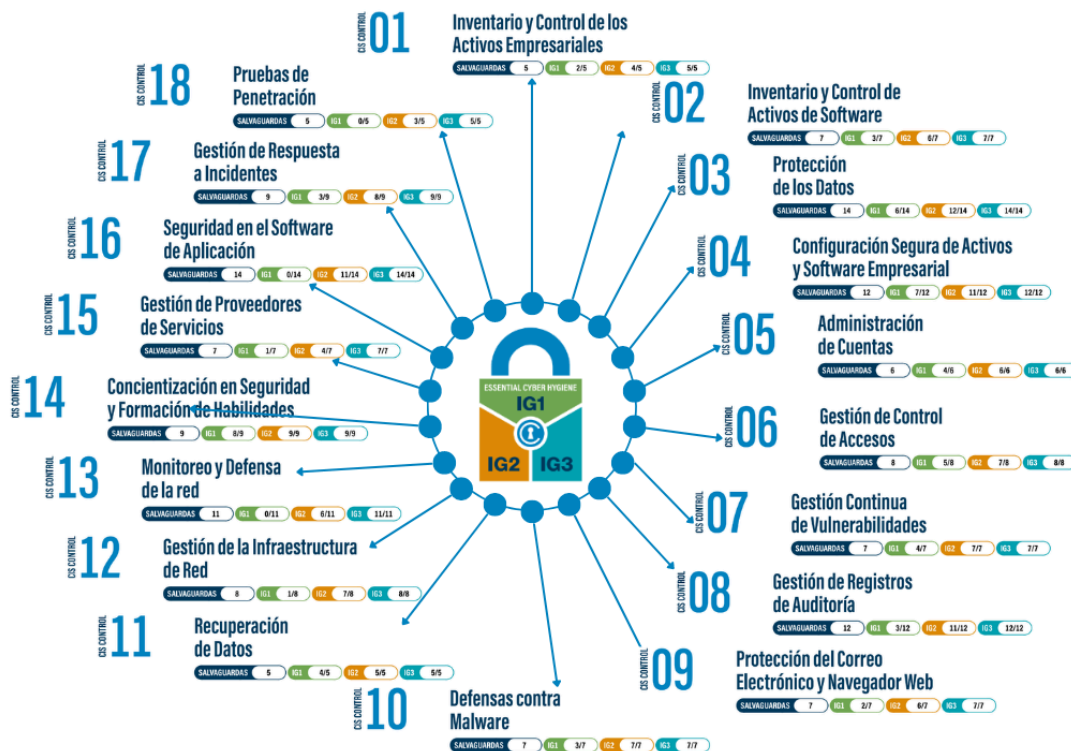 CIS CONTROL 01
Inventario y Control de los
Activos Empresariales
SALVAGUARDAS 5 IG1 2/5 IG2 4/5 IG3 5/5
CIS CONTROL 02
Inventario y Control de
Activos de Software
SALVAGUARDAS 7 IG1 3/7 IG2 6/7 IG3 7/7
CIS CONTROL 03
Protección
de los Datos
SALVAGUARDAS 14 IG1 6/14 IG2 12/14 IG3 14/14
CIS CONTROL 04
Configuración Segura de Activos
y Software Empresarial
SALVAGUARDAS 12 IG1 7/12 IG2 11/12 IG3 12/12
CIS CONTROL 05
Administración
de Cuentas
SALVAGUARDAS 6 IG1 4/6 IG2 6/6 IG3 6/6
CIS CONTROL 06
Gestión de Control
de Accesos
SALVAGUARDAS 8 IG1 5/8 IG2 7/8 IG3 8/8
CIS CONTROL 07
Gestión Continua
de Vulnerabilidades
SALVAGUARDAS 7 IG1 4/7 IG2 7/7 IG3 7/7
CIS CONTROL 08
Gestión de Registros
de Auditoría
SALVAGUARDAS 12 IG1 3/12 IG2 11/12 IG3 12/12
CIS CONTROL 09
Protección del Correo
Electrónico y Navegador Web
SALVAGUARDAS 7 IG1 2/7 IG2 6/7 IG3 7/7
CIS CONTROL 10
Defensas contra
Malware
SALVAGUARDAS 7 IG1 3/7 IG2 7/7 IG3 7/7
CIS CONTROL 11
Recuperación
de Datos
SALVAGUARDAS 5 IG1 4/5 IG2 5/5 IG3 5/5
CIS CONTROL 12
Gestión de la Infraestructura
de Red
SALVAGUARDAS 8 IG1 1/8 IG2 7/8 IG3 8/8
CIS CONTROL 13
Monitoreo y Defensa
de la red
SALVAGUARDAS 11 IG1 0/11 IG2 6/11 IG3 11/11
CIS CONTROL 14
Concientización en Seguridad
y Formación de Habilidades
SALVAGUARDAS 9 IG1 8/9 IG2 9/9 IG3 9/9
CIS CONTROL 15
Gestión de Proveedores
de Servicios
SALVAGUARDAS 7 IG1 1/7 IG2 4/7 IG3 7/7
CIS CONTROL 16
Seguridad en el Software
de Aplicación
SALVAGUARDAS 14 IG1 0/14 IG2 11/14 IG3 14/14
CIS CONTROL 17
Gestión de Respuesta
a Incidentes
SALVAGUARDAS 9 IG1 3/9 IG2 8/9 IG3 9/9
CIS CONTROL 18
Pruebas de
Penetración
SALVAGUARDAS 5 IG1 0/5 IG2 3/5 IG3 5/5
ESSENTIAL CYBER HYGIENE
IG1
IG2 IG3